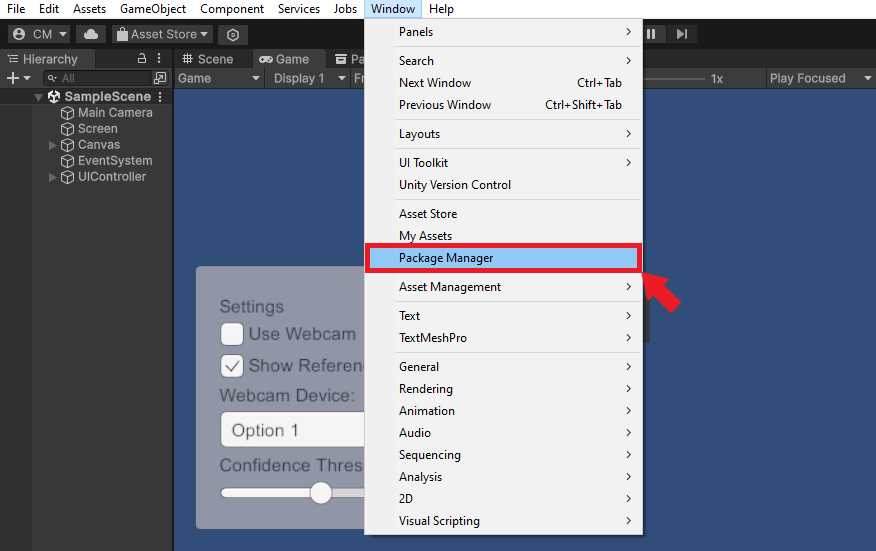 File Edit Assets GameObject Component Services Jobs Window Help
CM Asset Store
Hierarchy Scene Game Pa
All Game Display 1 Fr 1x Play Focused
SampleScene
Main Camera
Screen
Canvas
EventSystem
UIController
Panels
Search
Next Window Ctrl+Tab
Previous Window Ctrl+Shift+Tab
Layouts
UI Toolkit
Unity Version Control
Asset Store
My Assets
Package Manager
Asset Management
Text
TextMeshPro
General
Rendering
Animation
Audio
Sequencing
Analysis
2D
Visual Scripting
Settings
Use Webcam
Show Referen
Webcam Device:
Option 1
Confidence Thres